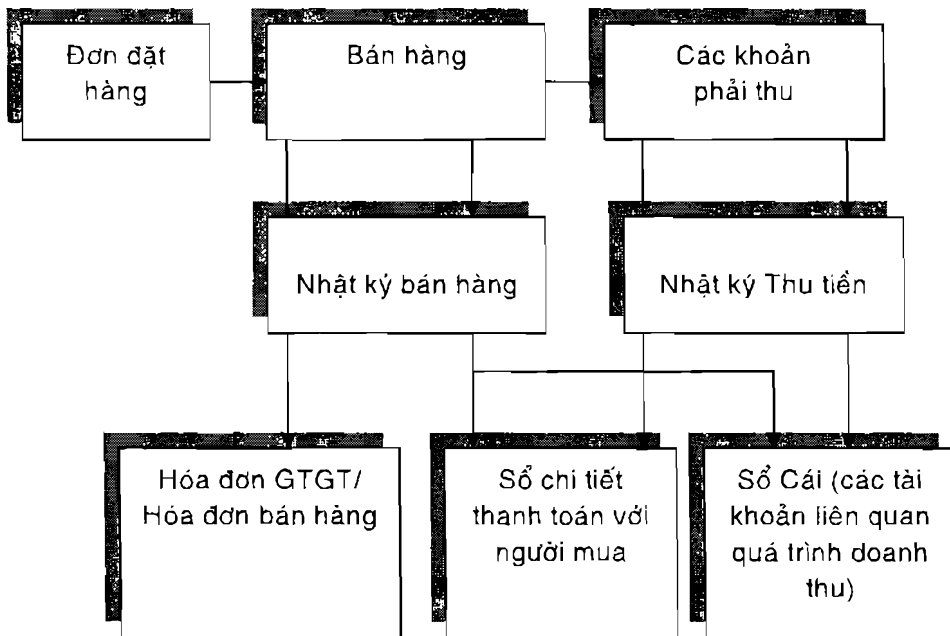 Đơn đặt
hàng
Bán hàng
Các khoản
phải thu
Nhật ký bán hàng
Nhật ký Thu tiền
Hóa đơn GTGT/
Hóa đơn bán hàng
Sổ chi tiết
thanh toán với
người mua
Sổ Cái (các tài
khoản liên quan
quá trình doanh
thu)